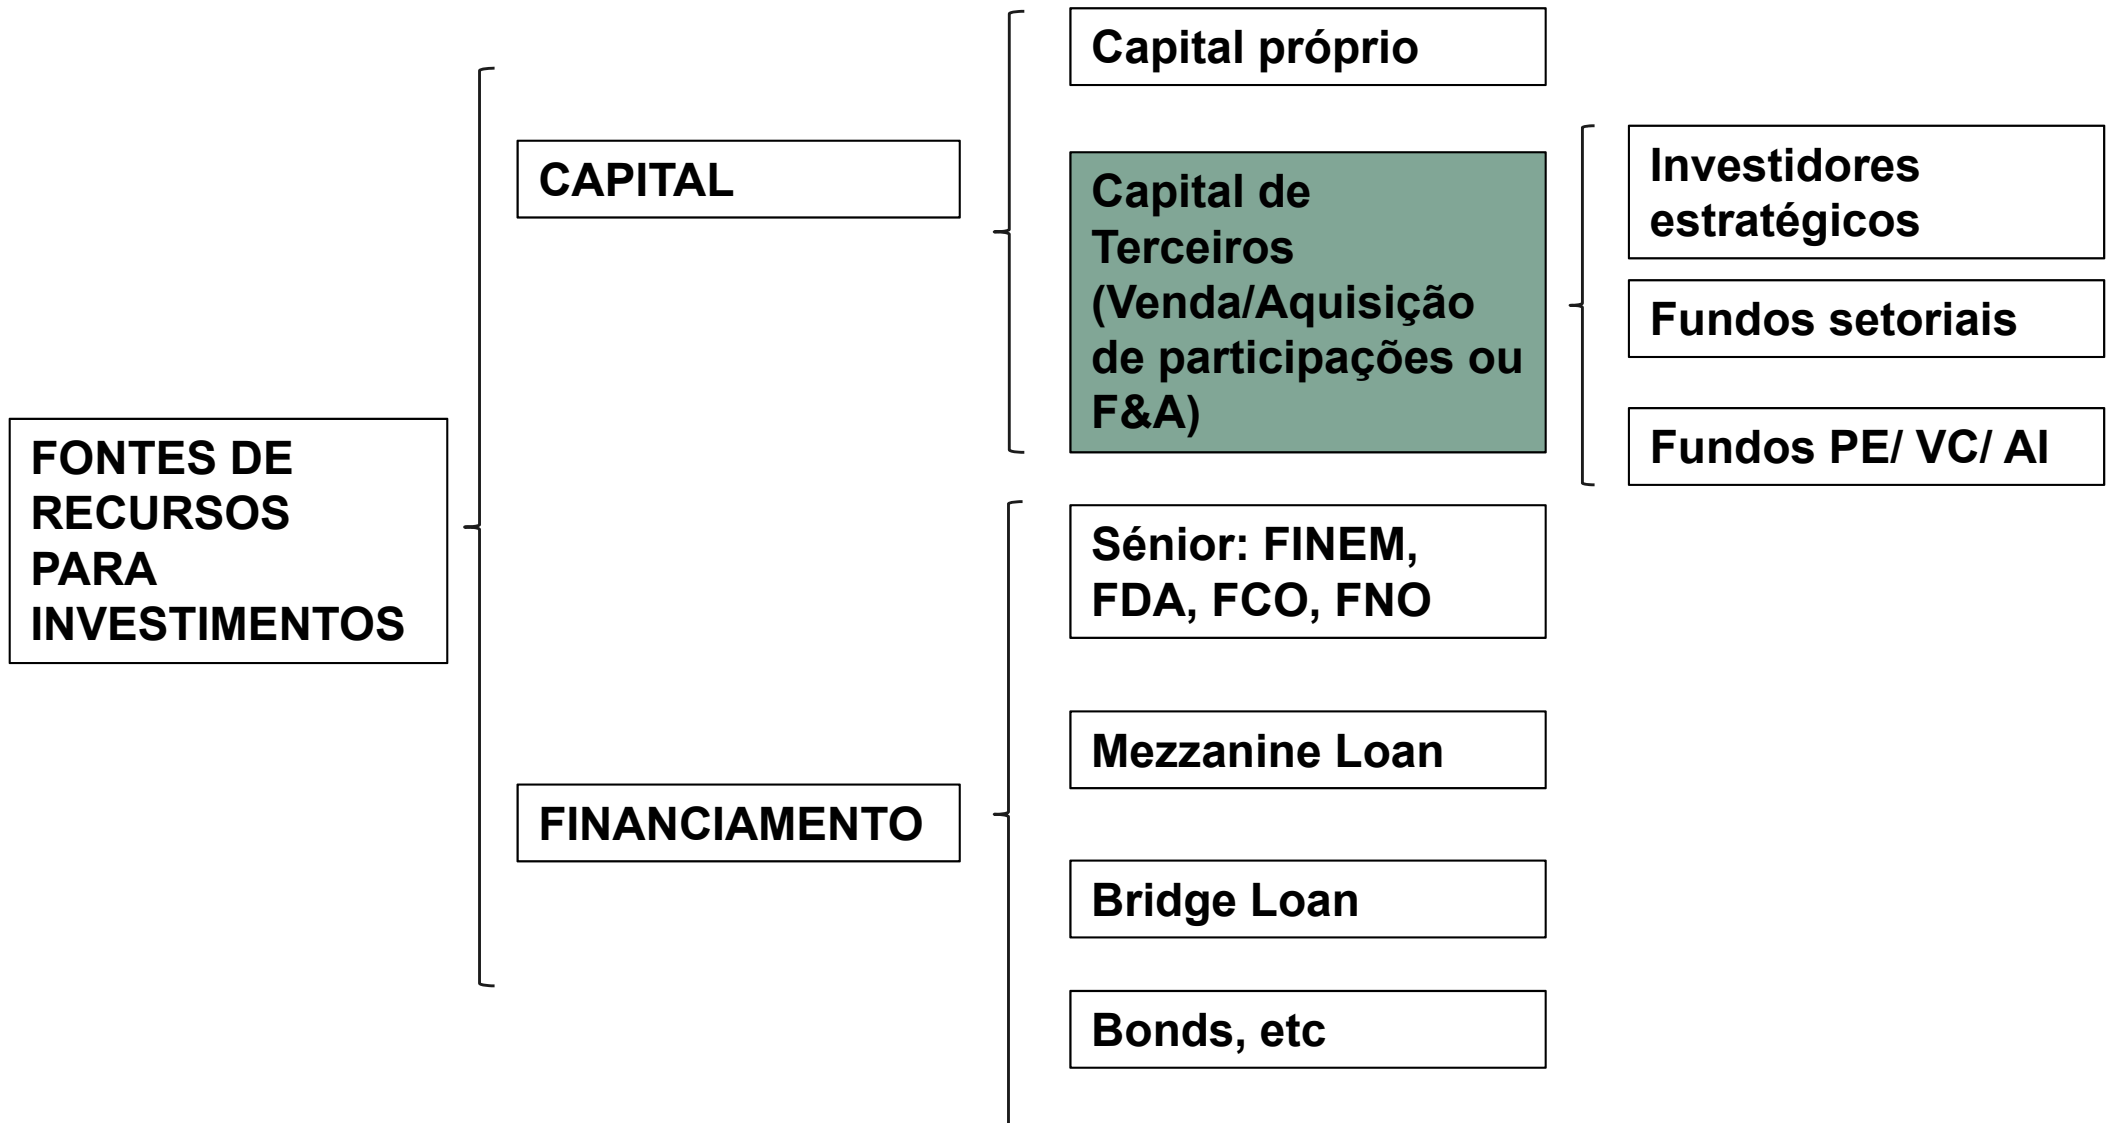 FONTES DE
RECURSOS
PARA
INVESTIMENTOS
CAPITAL
Capital próprio
Capital de
Terceiros
(Venda/Aquisição
de participações ou
F&A)
Investidores
estratégicos
Fundos setoriais
Fundos PE/ VC/ AI
FINANCIAMENTO
Sénior: FINEM,
FDA, FCO, FNO
Mezzanine Loan
Bridge Loan
Bonds, etc